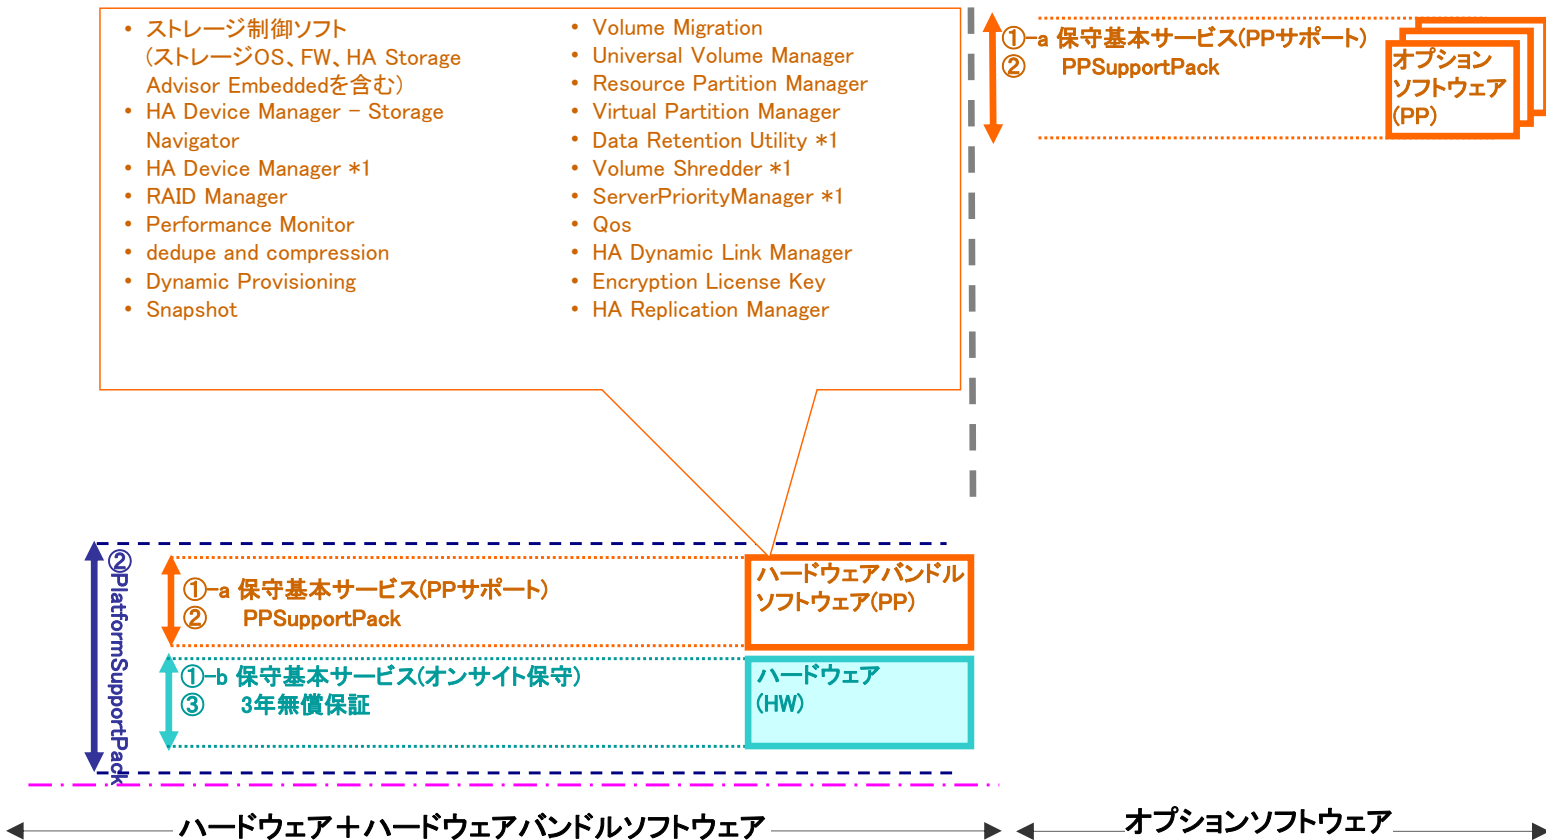 • ストレージ制御ソフト
(ストレージOS、FW、HA Storage
Advisor Embeddedを含む)
• HA Device Manager - Storage
Navigator
• HA Device Manager *1
• RAID Manager
• Performance Monitor
• dedupe and compression
• Dynamic Provisioning
• Snapshot
• Volume Migration
• Universal Volume Manager
• Resource Partition Manager
• Virtual Partition Manager
• Data Retention Utility *1
• Volume Shredder *1
• ServerPriorityManager *1
• Qos
• HA Dynamic Link Manager
• Encryption License Key
• HA Replication Manager
①-a 保守基本サービス(PPサポート)
② PPSupportPack
オプション
ソフトウェア
(PP)
②PlatformSupportPack
①-a 保守基本サービス(PPサポート)
② PPSupportPack
ハードウェアバンドル
ソフトウェア(PP)
①-b 保守基本サービス(オンサイト保守)
③ 3年無償保証
ハードウェア
(HW)
ハードウェア＋ハードウェアバンドルソフトウェア
オプションソフトウェア